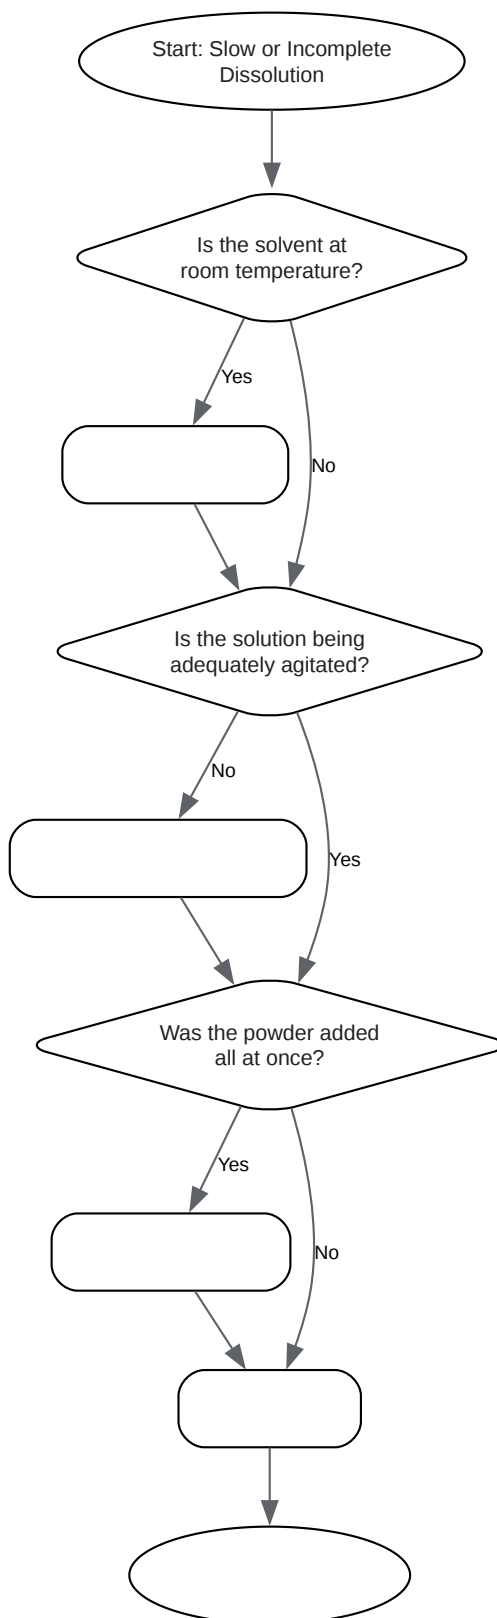 Start: Slow or Incomplete
Dissolution
Is the solvent at
room temperature?
Yes
No
Is the solution being
adequately agitated?
No
Yes
Was the powder added
all at once?
Yes
No